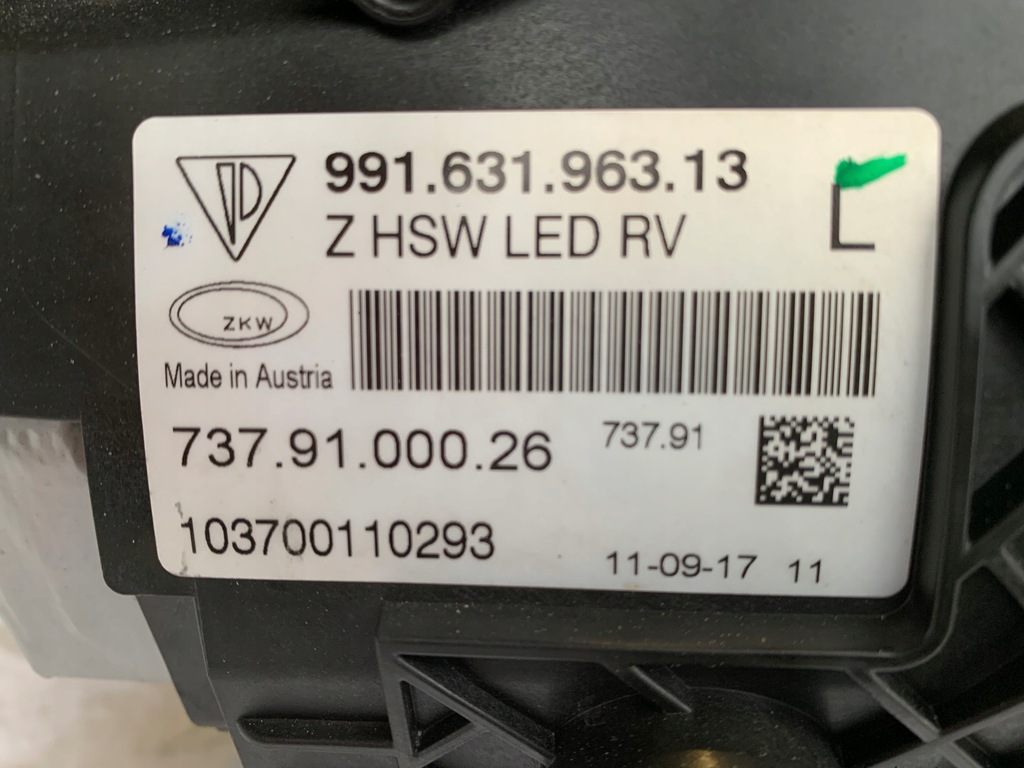 991.631.963.13
Z HSW LED RV
L
ZKW
Made in Austria
737.91.000.26
737.91
103700110293
11-09-17 11